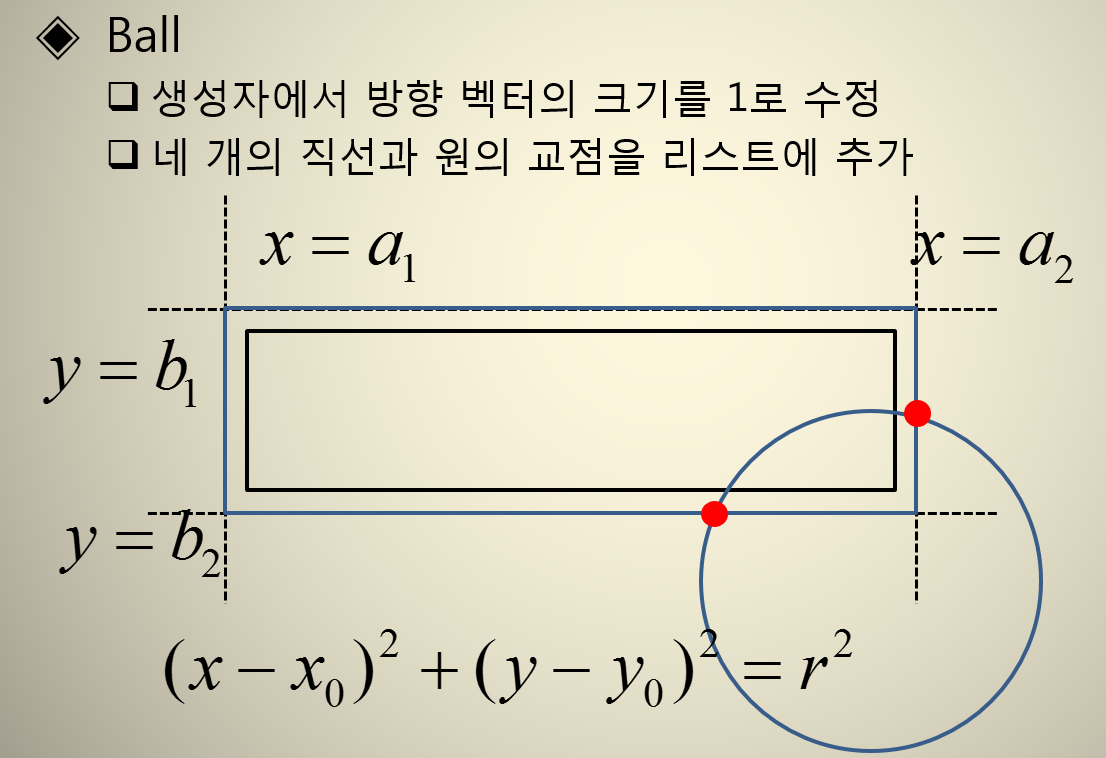 ◈ Ball
❑ 생성자에서 방향 벡터의 크기를 1로 수정
❑ 네 개의 직선과 원의 교점을 리스트에 추가
x = a₁
x = a₂
y = b₁
y = b₂
(x − x₀)² + (y − y₀)² = r²